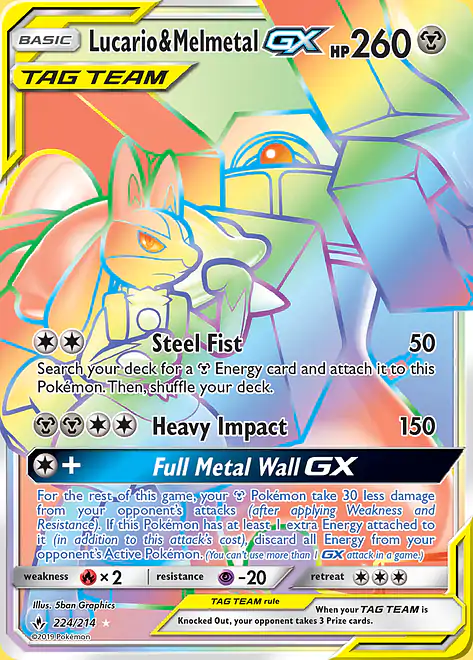 BASIC Lucario&Melmetal GX HP260
TAG TEAM
Steel Fist 50
Search your deck for a Energy card and attach it to this
Pokémon. Then, shuffle your deck.
Heavy Impact 150
+ Full Metal Wall GX
For the rest of this game, your Pokémon take 30 less damage
from your opponent's attacks (after applying Weakness and
Resistance). If this Pokémon has at least 1 extra Energy attached to
it (in addition to this attack's cost), discard all Energy from your
opponent's Active Pokémon. (You can't use more than 1 GX attack in a game.)
weakness ×2 resistance -20 retreat
Illus. 5ban Graphics
224/214
©2019 Pokémon
TAG TEAM rule
When your TAG TEAM is
Knocked Out, your opponent takes 3 Prize cards.